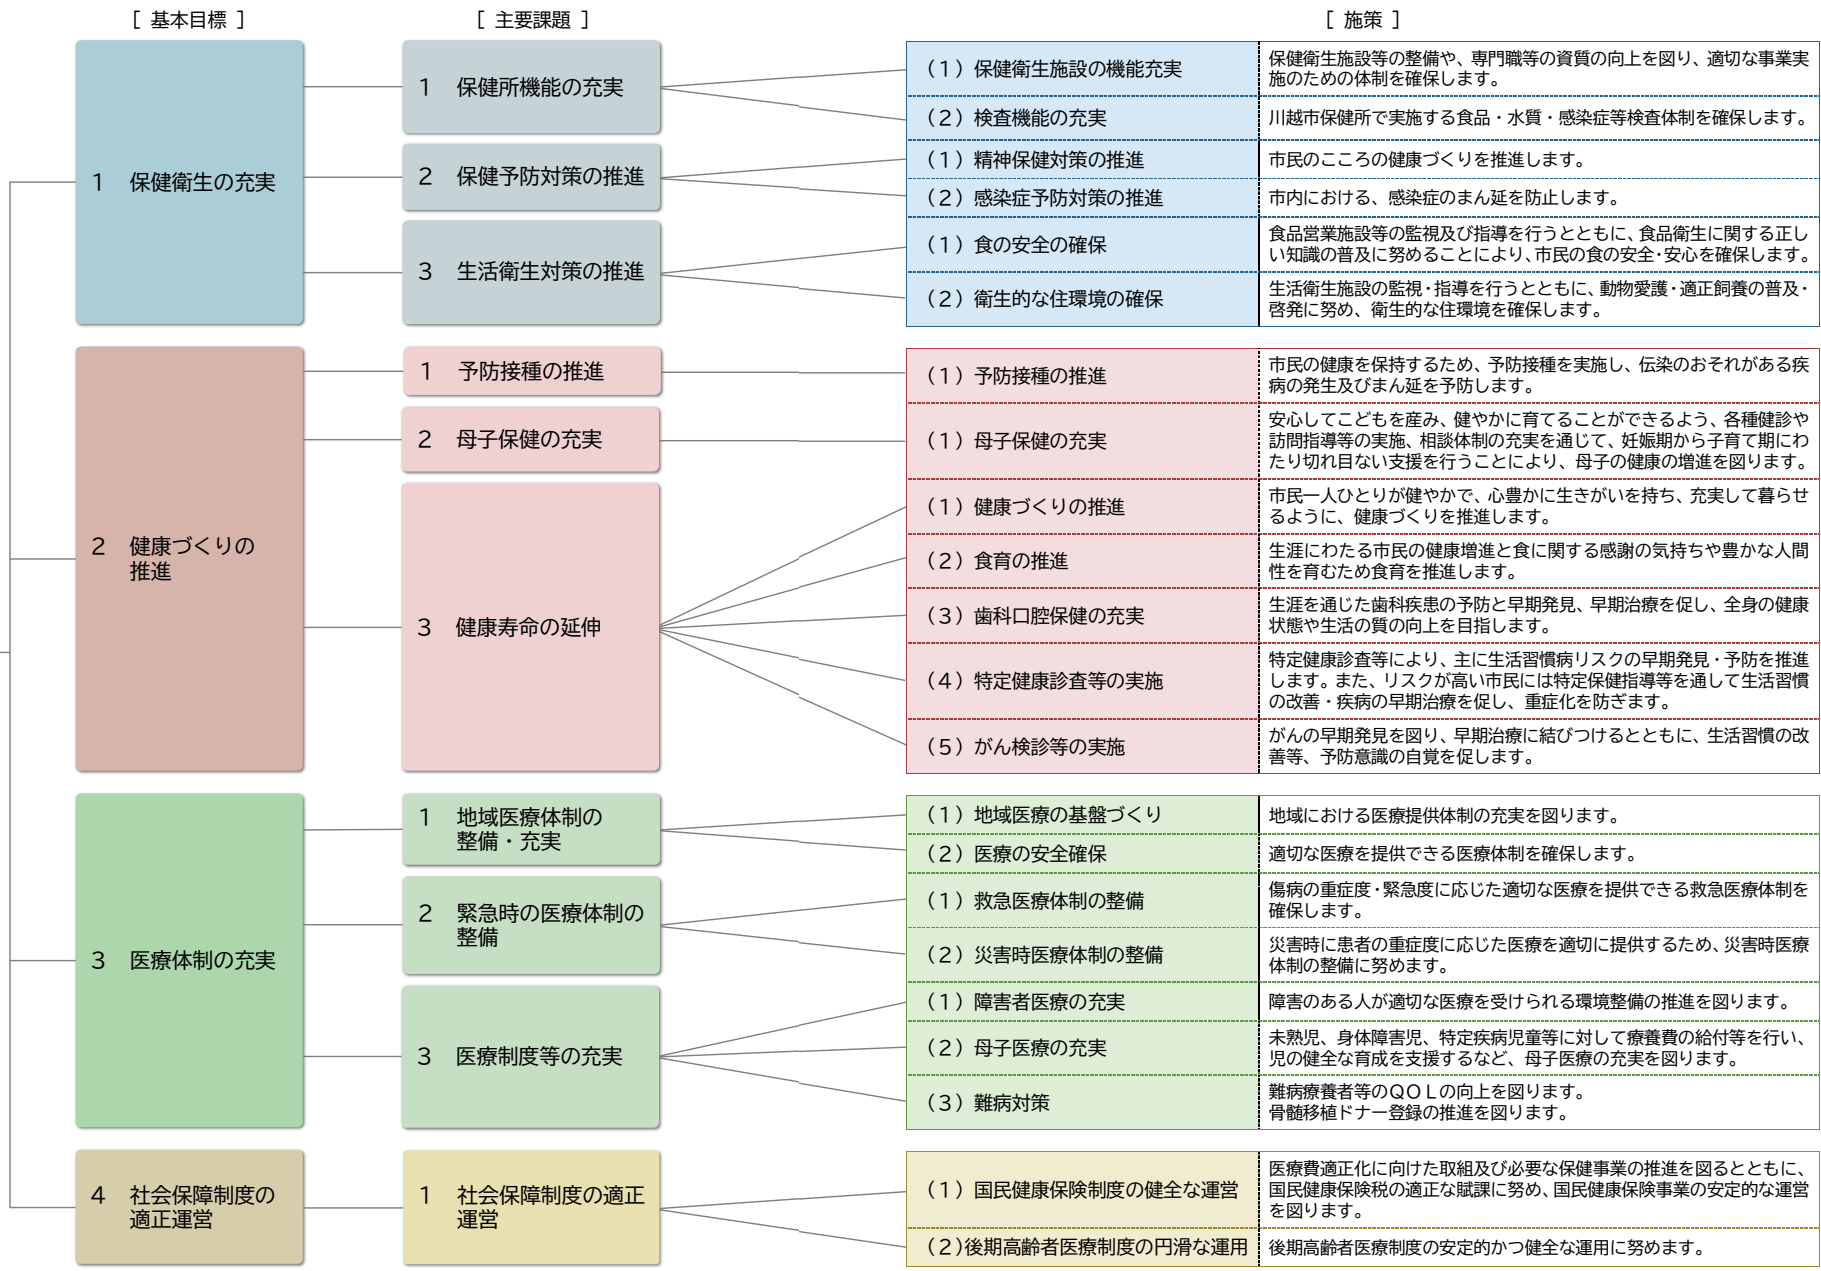 ［ 基本目標 ］
［ 主要課題 ］
［ 施策 ］
1　保健衛生の充実
1　保健所機能の充実
（1）保健衛生施設の機能充実
保健衛生施設等の整備や、専門職等の資質の向上を図り、適切な事業実
施のための体制を確保します。
（2）検査機能の充実
川越市保健所で実施する食品・水質・感染症等検査体制を確保します。
2　保健予防対策の推進
（1）精神保健対策の推進
市民のこころの健康づくりを推進します。
（2）感染症予防対策の推進
市内における、感染症のまん延を防止します。
3　生活衛生対策の推進
（1）食の安全の確保
食品営業施設等の監視及び指導を行うとともに、食品衛生に関する正し
い知識の普及に努めることにより、市民の食の安全・安心を確保します。
（2）衛生的な住環境の確保
生活衛生施設の監視・指導を行うとともに、動物愛護・適正飼養の普及・
啓発に努め、衛生的な住環境を確保します。
2　健康づくりの
推進
1　予防接種の推進
（1）予防接種の推進
市民の健康を保持するため、予防接種を実施し、伝染のおそれがある疾
病の発生及びまん延を予防します。
2　母子保健の充実
（1）母子保健の充実
安心してこどもを産み、健やかに育てることができるよう、各種健診や
訪問指導等の実施、相談体制の充実を通じて、妊娠期から子育て期にわ
たり切れ目ない支援を行うことにより、母子の健康の増進を図ります。
3　健康寿命の延伸
（1）健康づくりの推進
市民一人ひとりが健やかで、心豊かに生きがいを持ち、充実して暮らせ
るように、健康づくりを推進します。
（2）食育の推進
生涯にわたる市民の健康増進と食に関する感謝の気持ちや豊かな人間
性を育むため食育を推進します。
（3）歯科口腔保健の充実
生涯を通じた歯科疾患の予防と早期発見、早期治療を促し、全身の健康
状態や生活の質の向上を目指します。
（4）特定健康診査等の実施
特定健康診査等により、主に生活習慣病リスクの早期発見・予防を推進
します。また、リスクが高い市民には特定保健指導等を通して生活習慣
の改善・疾病の早期治療を促し、重症化を防ぎます。
（5）がん検診等の実施
がんの早期発見を図り、早期治療に結びつけるとともに、生活習慣の改
善等、予防意識の自覚を促します。
3　医療体制の充実
1　地域医療体制の
整備・充実
（1）地域医療の基盤づくり
地域における医療提供体制の充実を図ります。
（2）医療の安全確保
適切な医療を提供できる医療体制を確保します。
2　緊急時の医療体制の
整備
（1）救急医療体制の整備
傷病の重症度・緊急度に応じた適切な医療を提供できる救急医療体制を
確保します。
（2）災害時医療体制の整備
災害時に患者の重症度に応じた医療を適切に提供するため、災害時医療
体制の整備に努めます。
3　医療制度等の充実
（1）障害者医療の充実
障害のある人が適切な医療を受けられる環境整備の推進を図ります。
（2）母子医療の充実
未熟児、身体障害児、特定疾病児童等に対して療養費の給付等を行い、
児の健全な育成を支援するなど、母子医療の充実を図ります。
（3）難病対策
難病療養者等のＱＯＬの向上を図ります。
骨髄移植ドナー登録の推進を図ります。
4　社会保障制度の
適正運営
1　社会保障制度の適正
運営
（1）国民健康保険制度の健全な運営
医療費適正化に向けた取組及び必要な保健事業の推進を図るとともに、
国民健康保険税の適正な賦課に努め、国民健康保険事業の安定的な運営
を図ります。
（2）後期高齢者医療制度の円滑な運用
後期高齢者医療制度の安定的かつ健全な運用に努めます。